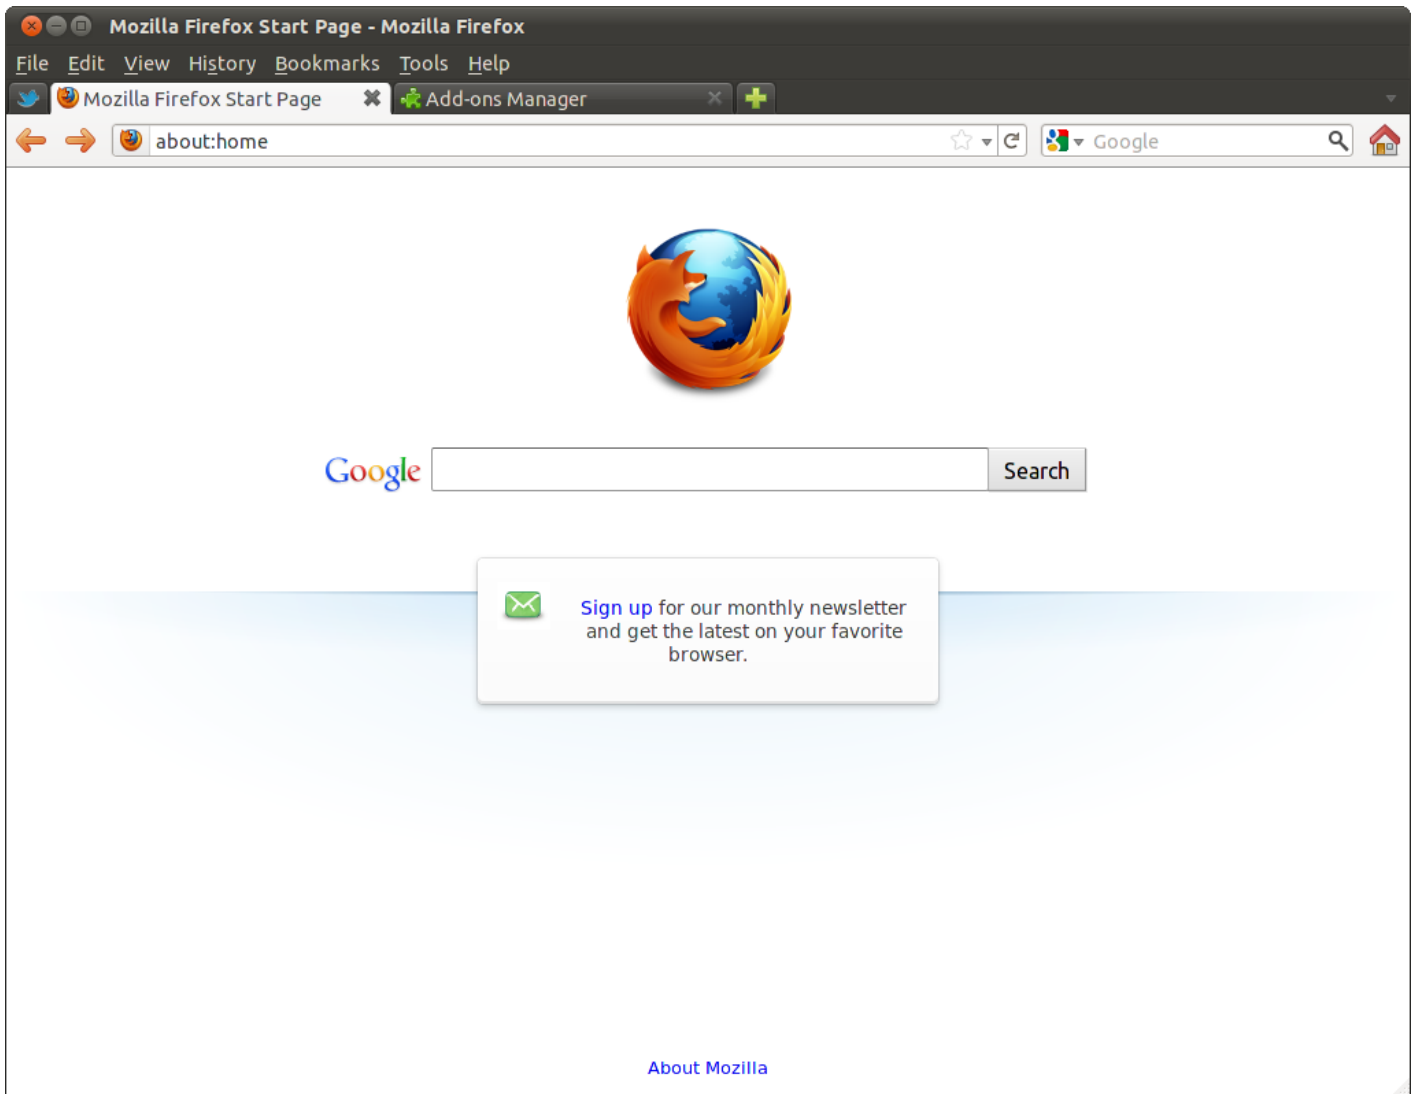 Mozilla Firefox Start Page - Mozilla Firefox
File Edit View History Bookmarks Tools Help
Mozilla Firefox Start Page Add-ons Manager
about:home Google
Google Search
Sign up for our monthly newsletter
and get the latest on your favorite
browser.
About Mozilla